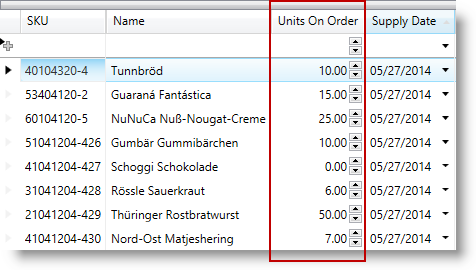 SKU Name Units On Order Supply Date
40104320-4 Tunnbröd 10.00 05/27/2014
53404120-2 Guaraná Fantástica 15.00 05/27/2014
60104120-5 NuNuCa Nuß-Nougat-Creme 25.00 05/27/2014
51041204-426 Gumbär Gummibärchen 10.00 05/27/2014
41041204-427 Schoggi Schokolade 0.00 05/27/2014
31041204-428 Rössle Sauerkraut 6.00 05/27/2014
21041204-429 Thüringer Rostbratwurst 50.00 05/27/2014
41041204-430 Nord-Ost Matjeshering 7.00 05/27/2014